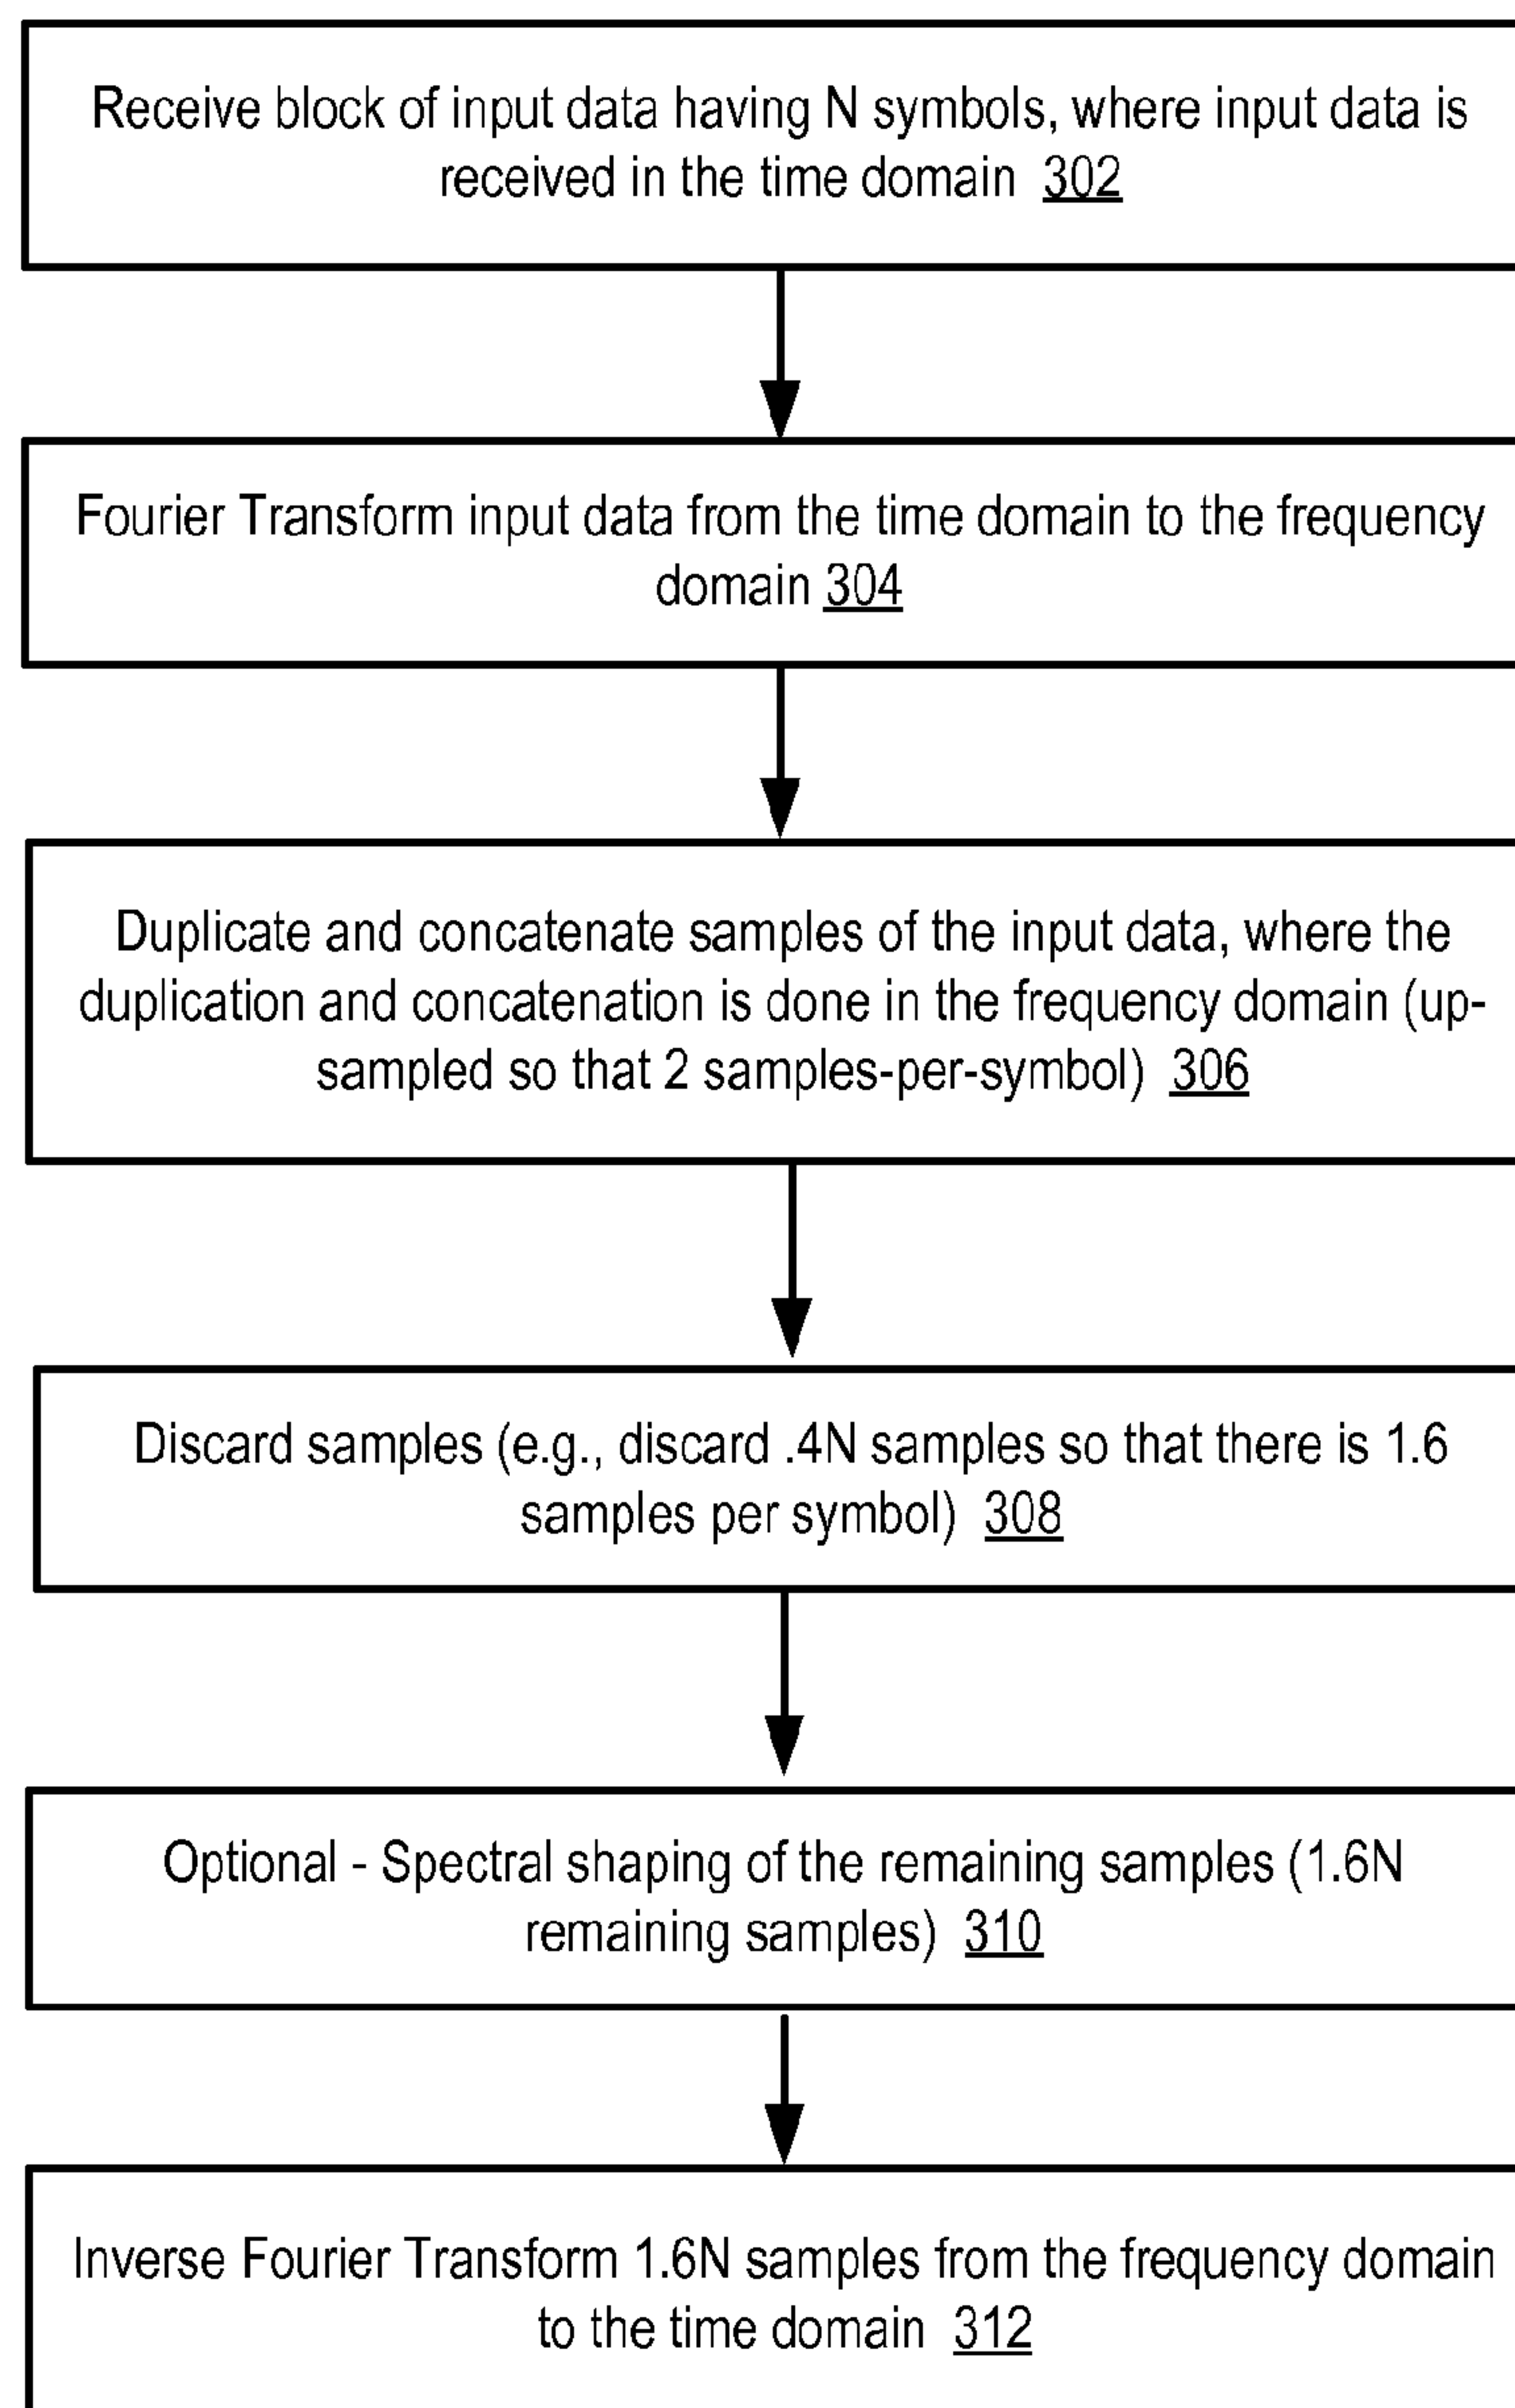 Receive block of input data having N symbols, where input data is
received in the time domain 302
Fourier Transform input data from the time domain to the frequency
domain 304
Duplicate and concatenate samples of the input data, where the
duplication and concatenation is done in the frequency domain (up-
sampled so that 2 samples-per-symbol) 306
Discard samples (e.g., discard .4N samples so that there is 1.6
samples per symbol) 308
Optional - Spectral shaping of the remaining samples (1.6N
remaining samples) 310
Inverse Fourier Transform 1.6N samples from the frequency domain
to the time domain 312